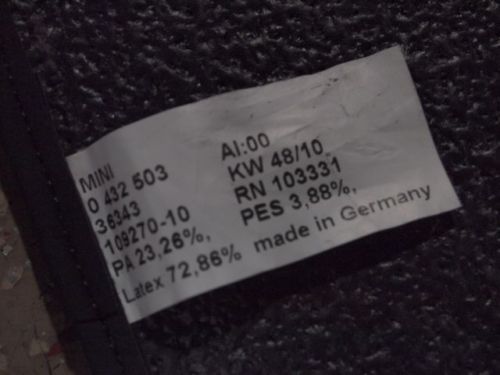 MINI AI:00
0 432 503 KW 48/10
36343 RN 103331
109270-10 PES 3,88%,
PA 23,26%,
Latex 72,86% made in Germany